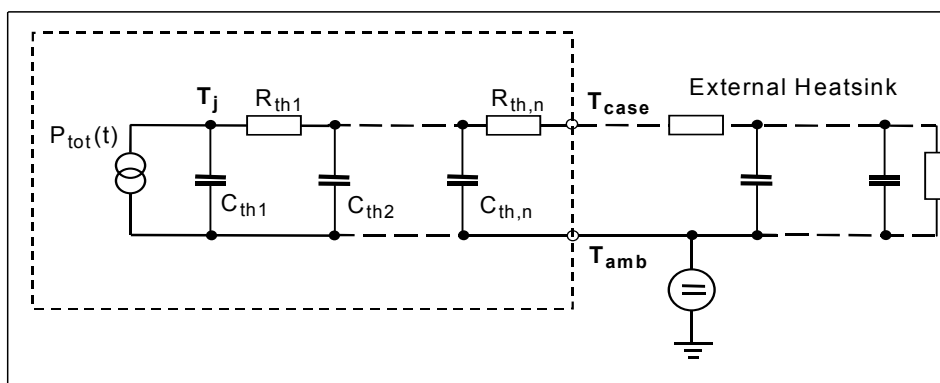 External Heatsink
T_j
R_th1
R_th,n
T_case
P_tot(t)
C_th1
C_th2
C_th,n
T_amb